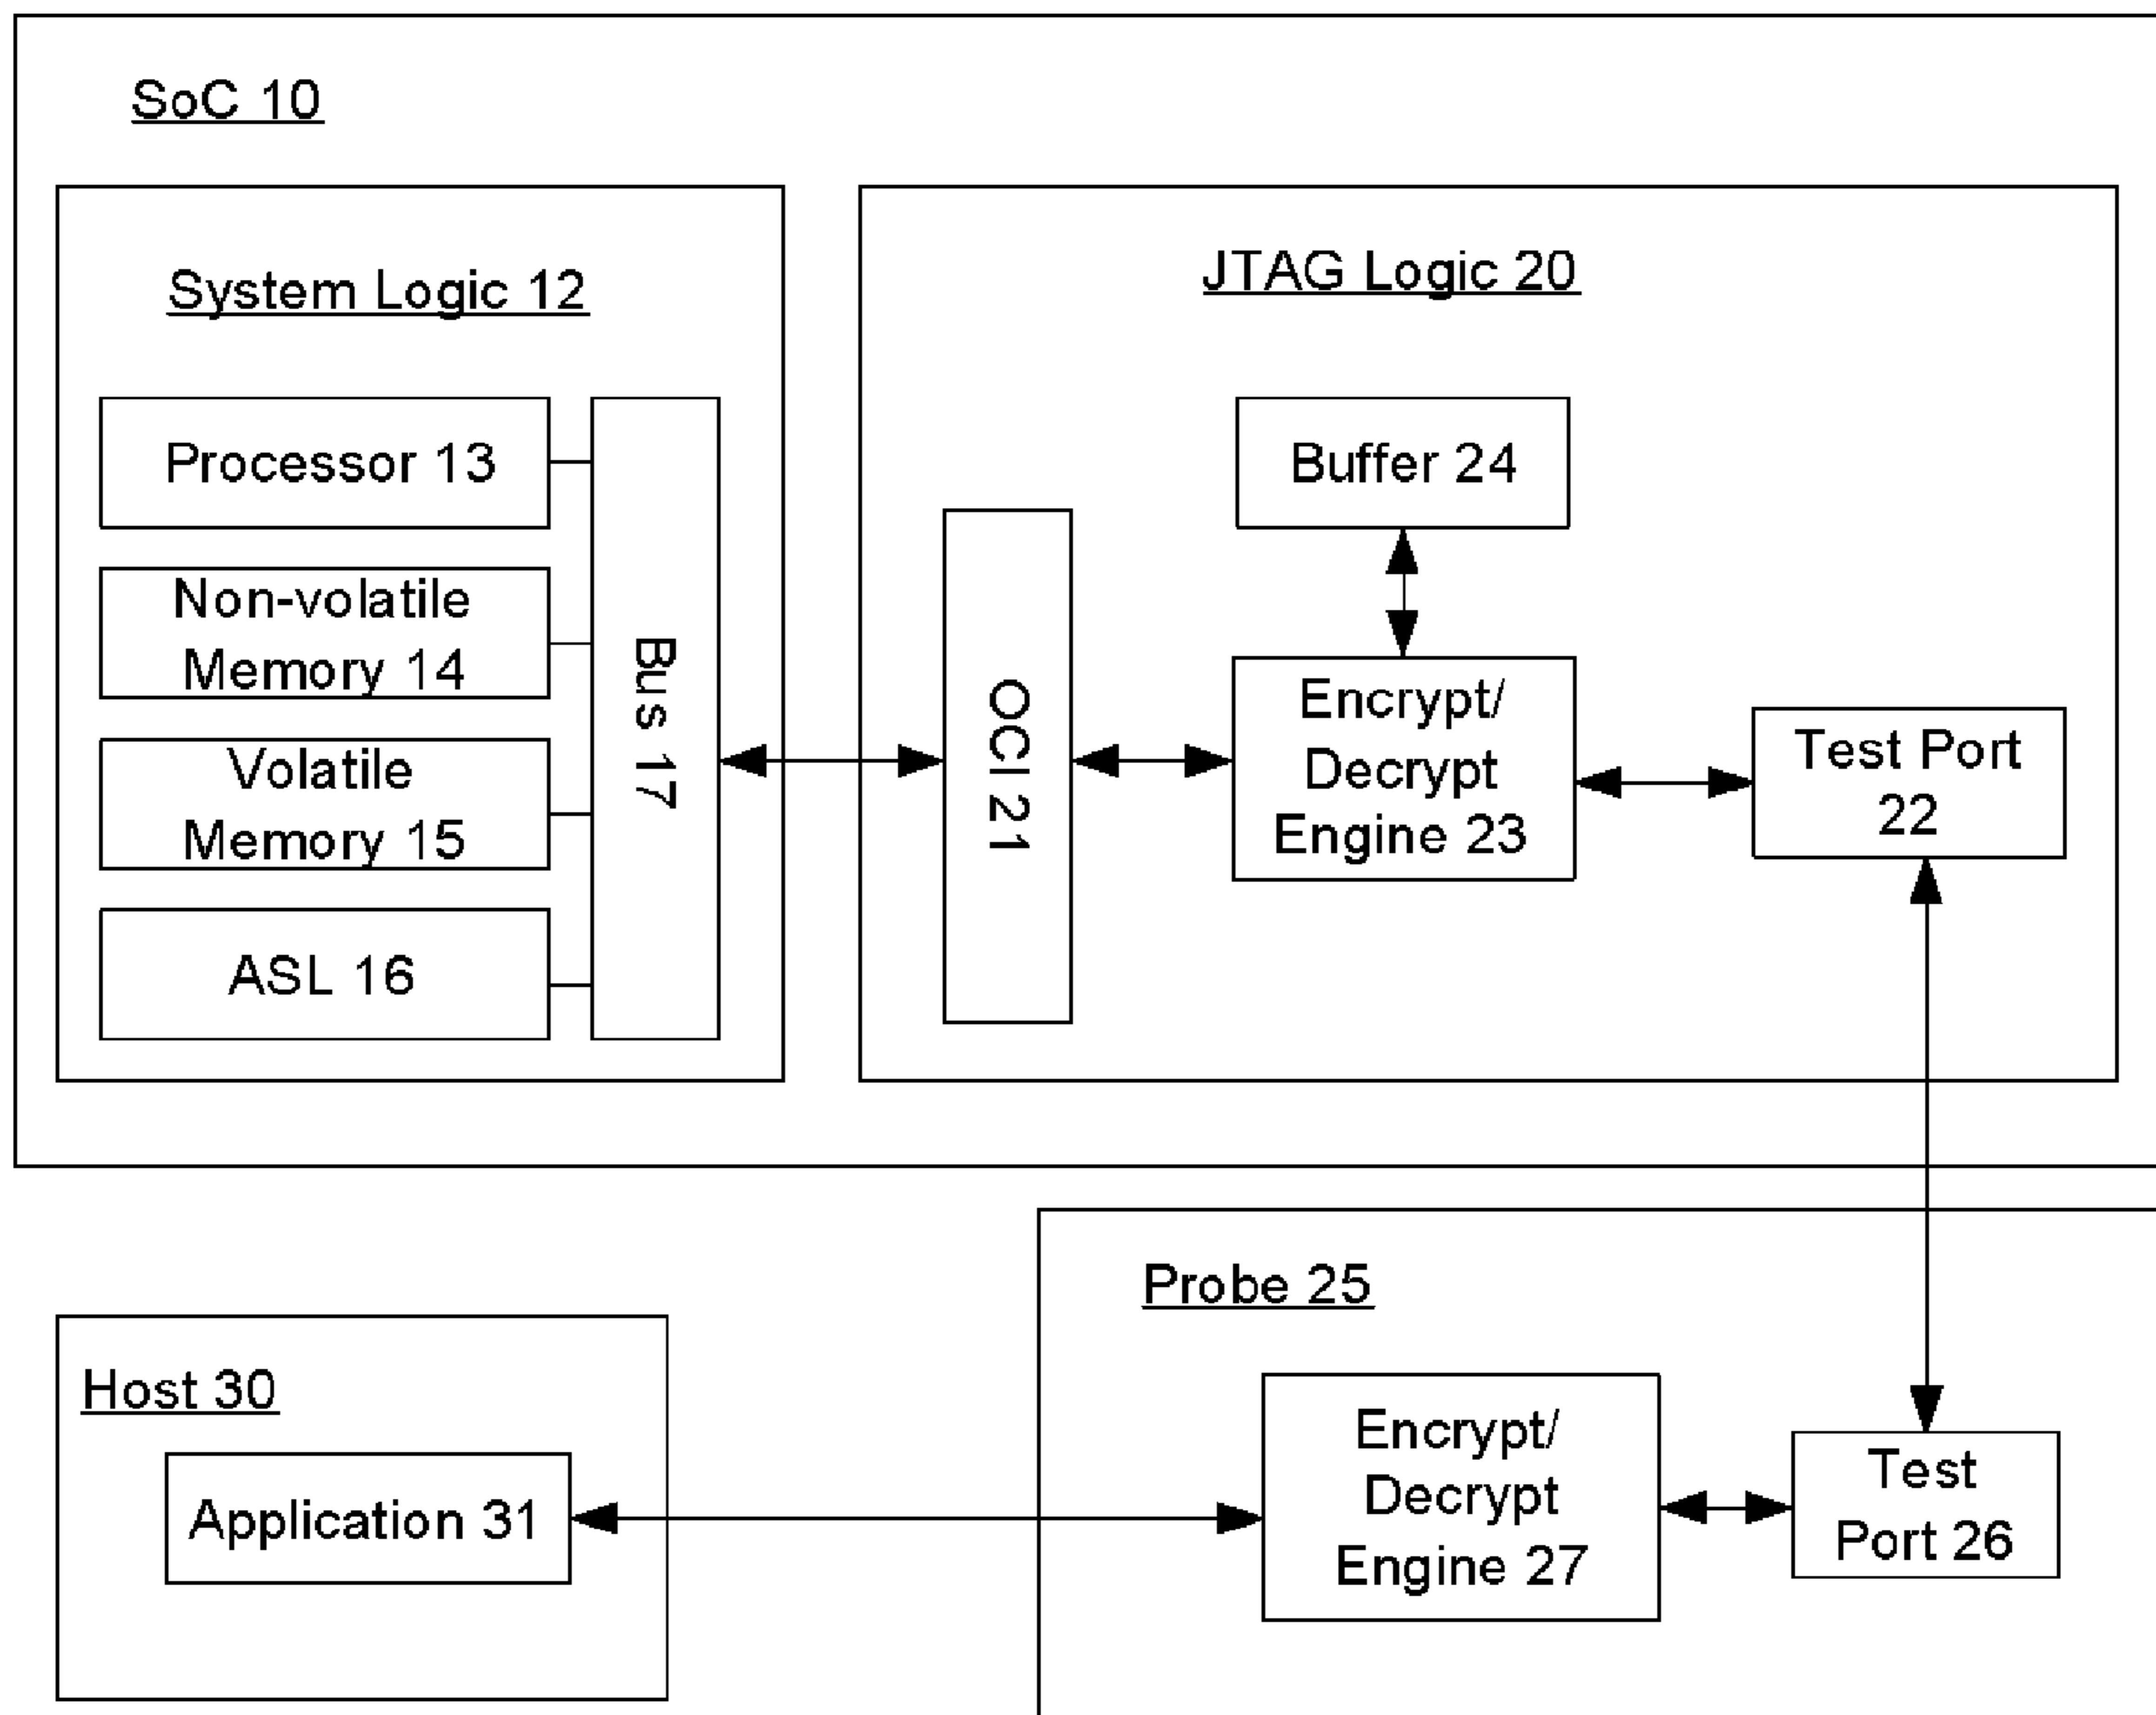 SoC 10
System Logic 12
Processor 13
Non-volatile
Memory 14
Volatile
Memory 15
ASL 16
Bus 17
JTAG Logic 20
Buffer 24
OCI 21
Encrypt/
Decrypt
Engine 23
Test Port
22
Host 30
Application 31
Probe 25
Encrypt/
Decrypt
Engine 27
Test
Port 26